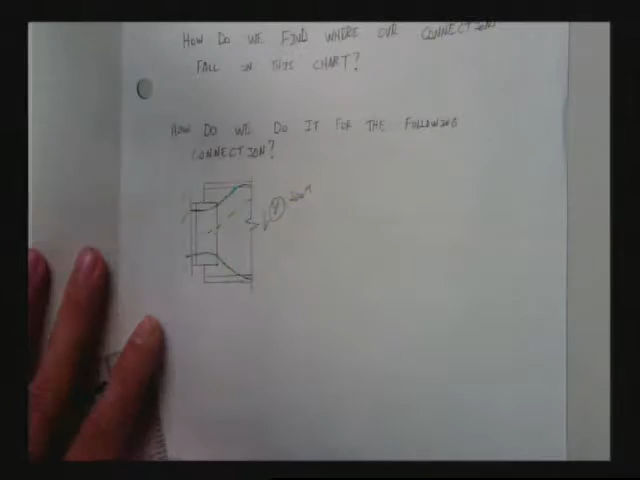 HOW DO WE FIND WHERE OUR CONNECTION
FALL IN THIS CHART?
HOW DO WE DO IT FOR THE FOLLOWING
CONNECTION?